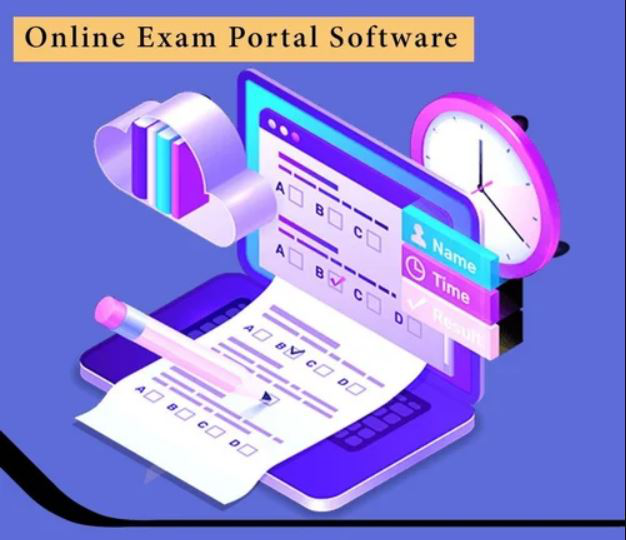 Online Exam Portal Software
A B C
Name
A B C D
Time
Result
A B C D
A B C D